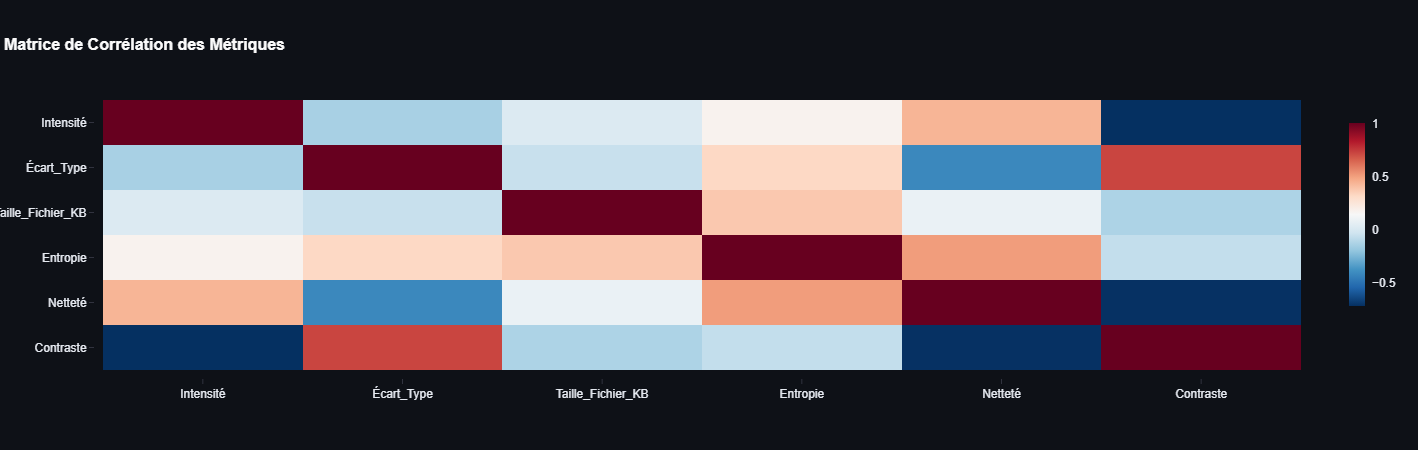 Matrice de Corrélation des Métriques
Intensité
Écart_Type
aille_Fichier_KB
Entropie
Netteté
Contraste
Intensité
Écart_Type
Taille_Fichier_KB
Entropie
Netteté
Contraste
1
0.5
0
−0.5